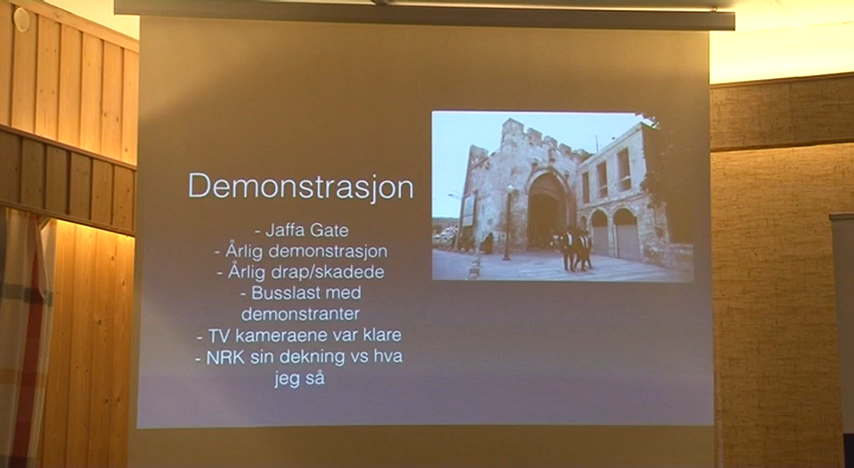 Demonstrasjon
- Jaffa Gate
- Årlig demonstrasjon
- Årlig drap/skadede
- Busslast med
demonstranter
- TV kameraene var klare
- NRK sin dekning vs hva
jeg så